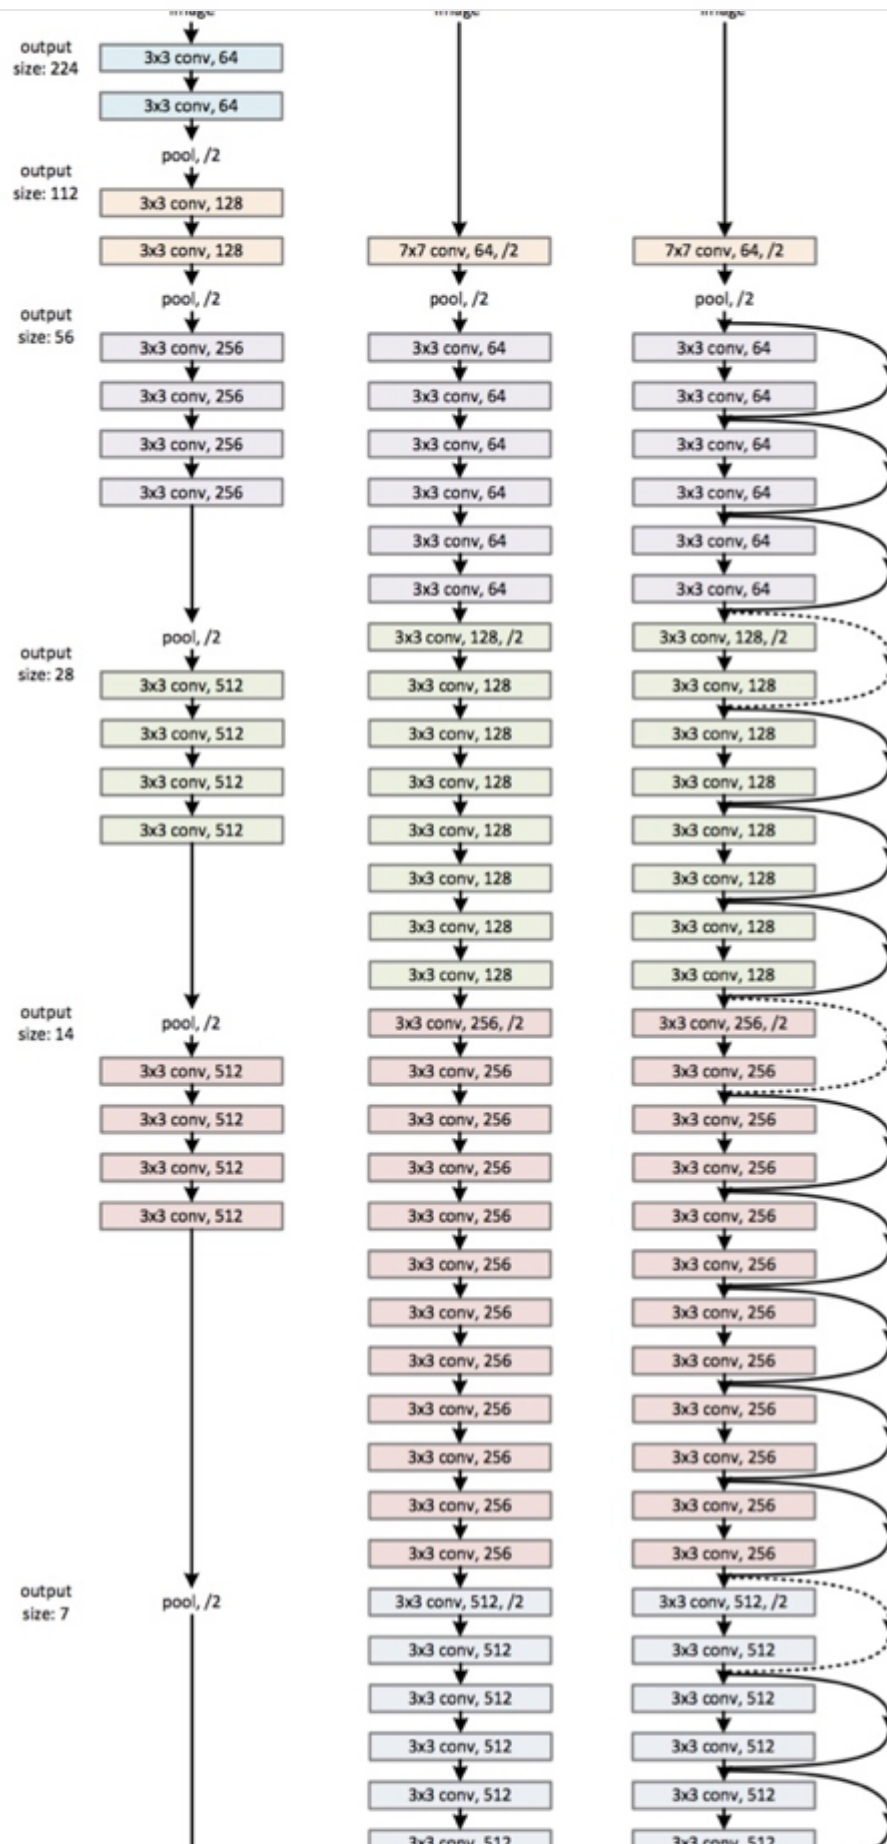 image
output
size: 224
3x3 conv, 64
3x3 conv, 64
pool, /2
output
size: 112
3x3 conv, 128
3x3 conv, 128
pool, /2
output
size: 56
3x3 conv, 256
3x3 conv, 256
3x3 conv, 256
3x3 conv, 256
pool, /2
output
size: 28
3x3 conv, 512
3x3 conv, 512
3x3 conv, 512
3x3 conv, 512
output
size: 14
pool, /2
3x3 conv, 512
3x3 conv, 512
3x3 conv, 512
3x3 conv, 512
output
size: 7
pool, /2
image
7x7 conv, 64, /2
pool, /2
3x3 conv, 64
3x3 conv, 64
3x3 conv, 64
3x3 conv, 64
3x3 conv, 64
3x3 conv, 64
3x3 conv, 128, /2
3x3 conv, 128
3x3 conv, 128
3x3 conv, 128
3x3 conv, 128
3x3 conv, 128
3x3 conv, 128
3x3 conv, 128
3x3 conv, 256, /2
3x3 conv, 256
3x3 conv, 256
3x3 conv, 256
3x3 conv, 256
3x3 conv, 256
3x3 conv, 256
3x3 conv, 256
3x3 conv, 256
3x3 conv, 256
3x3 conv, 256
3x3 conv, 256
3x3 conv, 512, /2
3x3 conv, 512
3x3 conv, 512
3x3 conv, 512
3x3 conv, 512
3x3 conv, 512
image
7x7 conv, 64, /2
pool, /2
3x3 conv, 64
3x3 conv, 64
3x3 conv, 64
3x3 conv, 64
3x3 conv, 64
3x3 conv, 64
3x3 conv, 128, /2
3x3 conv, 128
3x3 conv, 128
3x3 conv, 128
3x3 conv, 128
3x3 conv, 128
3x3 conv, 128
3x3 conv, 128
3x3 conv, 256, /2
3x3 conv, 256
3x3 conv, 256
3x3 conv, 256
3x3 conv, 256
3x3 conv, 256
3x3 conv, 256
3x3 conv, 256
3x3 conv, 256
3x3 conv, 256
3x3 conv, 256
3x3 conv, 256
3x3 conv, 512, /2
3x3 conv, 512
3x3 conv, 512
3x3 conv, 512
3x3 conv, 512
3x3 conv, 512